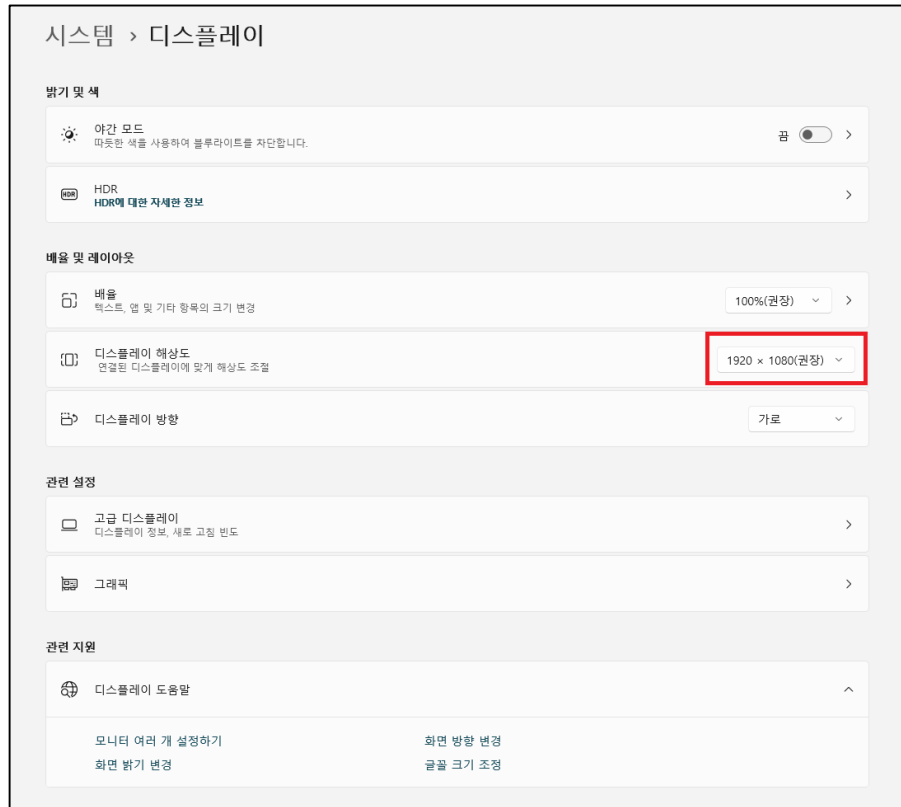 시스템 › 디스플레이
밝기 및 색
야간 모드
따듯한 색을 사용하여 블루라이트를 차단합니다.
끔
HDR
HDR
HDR에 대한 자세한 정보
배율 및 레이아웃
배율
텍스트, 앱 및 기타 항목의 크기 변경
100%(권장)
디스플레이 해상도
연결된 디스플레이에 맞게 해상도 조절
1920 × 1080(권장)
디스플레이 방향
가로
관련 설정
고급 디스플레이
디스플레이 정보, 새로 고침 빈도
그래픽
관련 지원
디스플레이 도움말
모니터 여러 개 설정하기
화면 방향 변경
화면 밝기 변경
글꼴 크기 조정